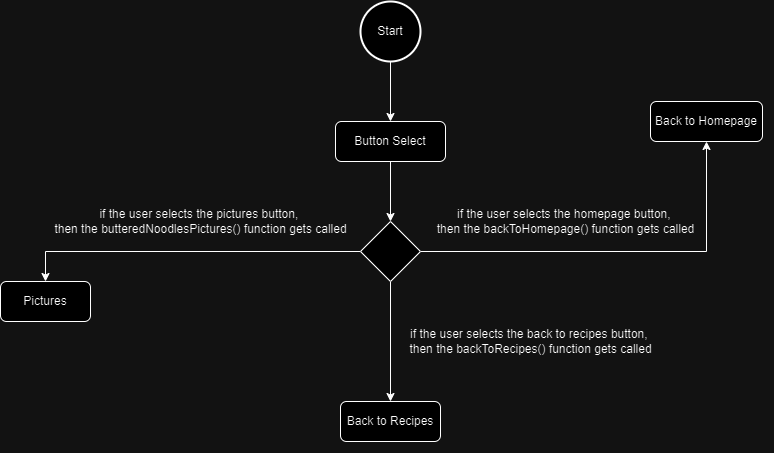 Start
Button Select
Back to Homepage
if the user selects the pictures button,
then the butteredNoodlesPictures() function gets called
if the user selects the homepage button,
then the backToHomepage() function gets called
Pictures
if the user selects the back to recipes button,
then the backToRecipes() function gets called
Back to Recipes